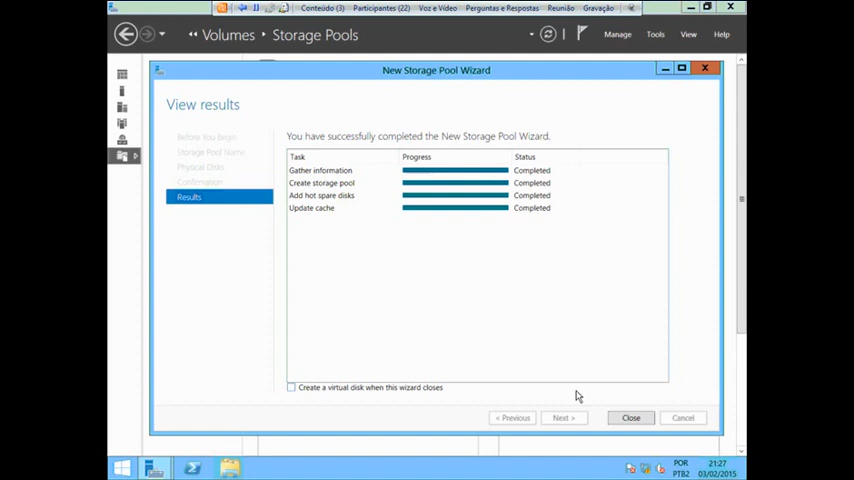 Conteúdo (3) Participantes (22) Voz e Vídeo Perguntas e Respostas Reunião Gravação
Volumes Storage Pools Manage Tools View Help
New Storage Pool Wizard
View results
Before You Begin
Storage Pool Name
Physical Disks
Confirmation
Results
You have successfully completed the New Storage Pool Wizard.
Task Progress Status
Gather information Completed
Create storage pool Completed
Add hot spare disks Completed
Update cache Completed
Create a virtual disk when this wizard closes
< Previous Next > Close Cancel
POR 21:27
PTB2 03/02/2015